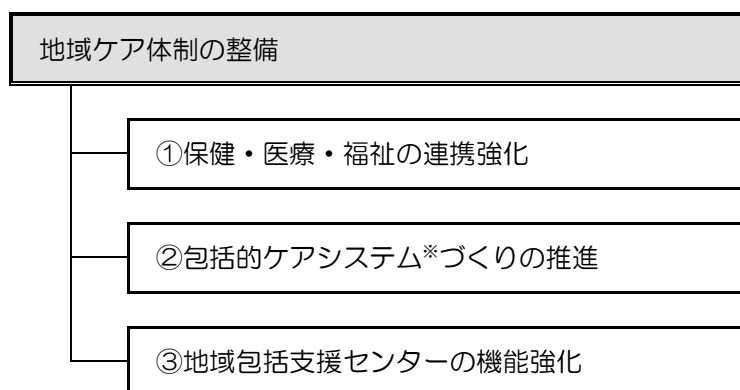 地域ケア体制の整備
①保健・医療・福祉の連携強化
②包括的ケアシステム※づくりの推進
③地域包括支援センターの機能強化